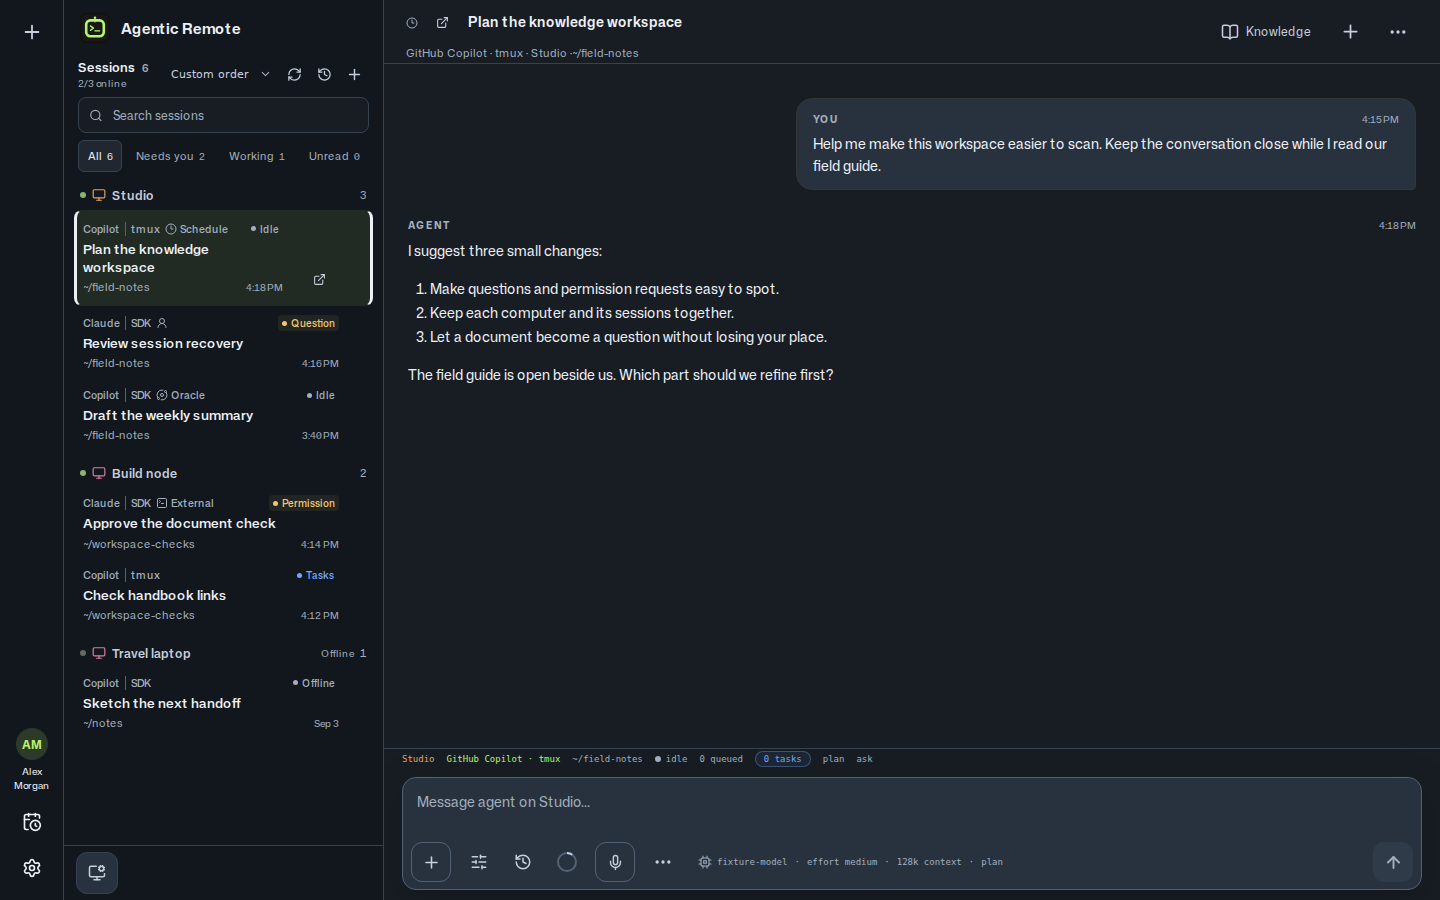 Agentic Remote
Sessions 6
2/3 online
Custom order
Search sessions
All 6
Needs you 2
Working 1
Unread 0
Studio 3
Copilot | tmux Schedule Idle
Plan the knowledge
workspace
~/field-notes 4:18 PM
Claude | SDK Question
Review session recovery
~/field-notes 4:16 PM
Copilot | SDK Oracle Idle
Draft the weekly summary
~/field-notes 3:40 PM
Build node 2
Claude | SDK External Permission
Approve the document check
~/workspace-checks 4:14 PM
Copilot | tmux Tasks
Check handbook links
~/workspace-checks 4:12 PM
Travel laptop Offline 1
Copilot | SDK Offline
Sketch the next handoff
~/notes Sep 3
AM
Alex
Morgan
Plan the knowledge workspace
GitHub Copilot · tmux · Studio · ~/field-notes
Knowledge
YOU 4:15 PM
Help me make this workspace easier to scan. Keep the conversation close while I read our
field guide.
AGENT 4:18 PM
I suggest three small changes:
1. Make questions and permission requests easy to spot.
2. Keep each computer and its sessions together.
3. Let a document become a question without losing your place.
The field guide is open beside us. Which part should we refine first?
Studio GitHub Copilot · tmux ~/field-notes idle 0 queued 0 tasks plan ask
Message agent on Studio...
fixture-model · effort medium · 128k context · plan